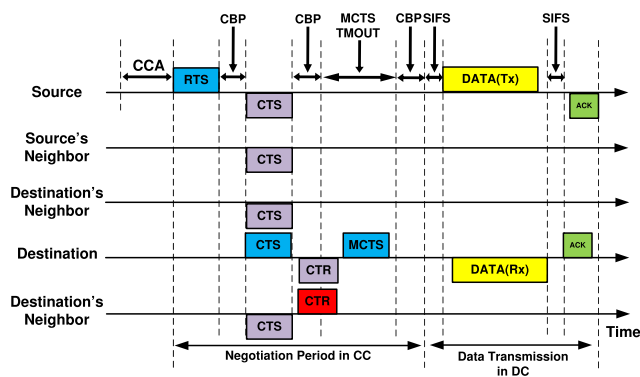 CBP
CBP
MCTS
TMOUT
CBP
SIFS
SIFS
CCA
RTS
DATA(Tx)
Source
CTS
ACK
Source's
Neighbor
CTS
Destination's
Neighbor
CTS
Destination
CTS
MCTS
ACK
CTR
DATA(Rx)
CTR
Destination's
Neighbor
CTS
Time
Negotiation Period in CC
Data Transmission
in DC